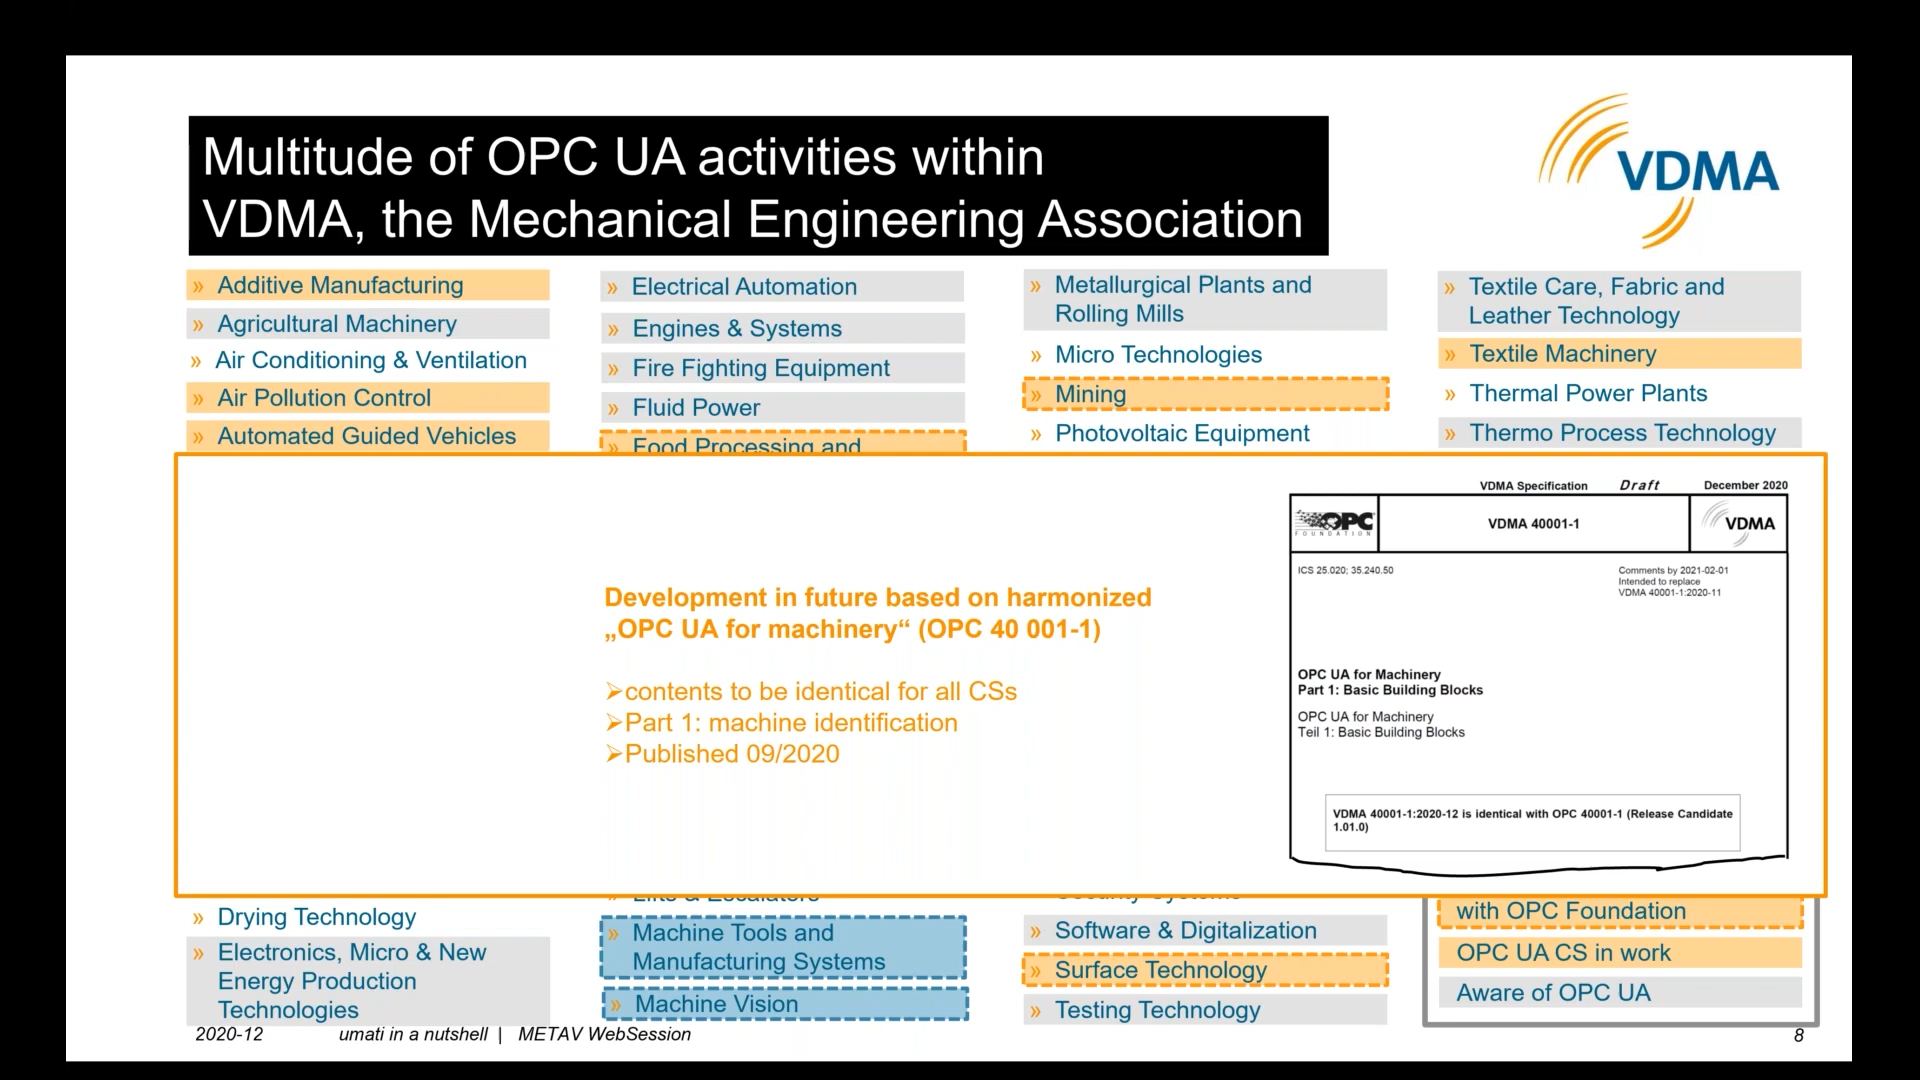 Multitude of OPC UA activities within
VDMA, the Mechanical Engineering Association
VDMA
» Additive Manufacturing
» Agricultural Machinery
» Air Conditioning & Ventilation
» Air Pollution Control
» Automated Guided Vehicles
» Electrical Automation
» Engines & Systems
» Fire Fighting Equipment
» Fluid Power
» Food Processing and
» Metallurgical Plants and
Rolling Mills
» Micro Technologies
» Mining
» Photovoltaic Equipment
» Textile Care, Fabric and
Leather Technology
» Textile Machinery
» Thermal Power Plants
» Thermo Process Technology
Development in future based on harmonized
„OPC UA for machinery“ (OPC 40 001-1)
➢contents to be identical for all CSs
➢Part 1: machine identification
➢Published 09/2020
VDMA Specification Draft December 2020
OPC
FOUNDATION
VDMA 40001-1
VDMA
ICS 25.020; 35.240.50
Comments by 2021-02-01
Intended to replace
VDMA 40001-1:2020-11
OPC UA for Machinery
Part 1: Basic Building Blocks
OPC UA for Machinery
Teil 1: Basic Building Blocks
VDMA 40001-1:2020-12 is identical with OPC 40001-1 (Release Candidate
1.01.0)
» Drying Technology
» Electronics, Micro & New
Energy Production
Technologies
Lifts & Escalators
» Machine Tools and
Manufacturing Systems
» Machine Vision
Security Systems
» Software & Digitalization
» Surface Technology
» Testing Technology
with OPC Foundation
OPC UA CS in work
Aware of OPC UA
2020-12 umati in a nutshell | METAV WebSession 8